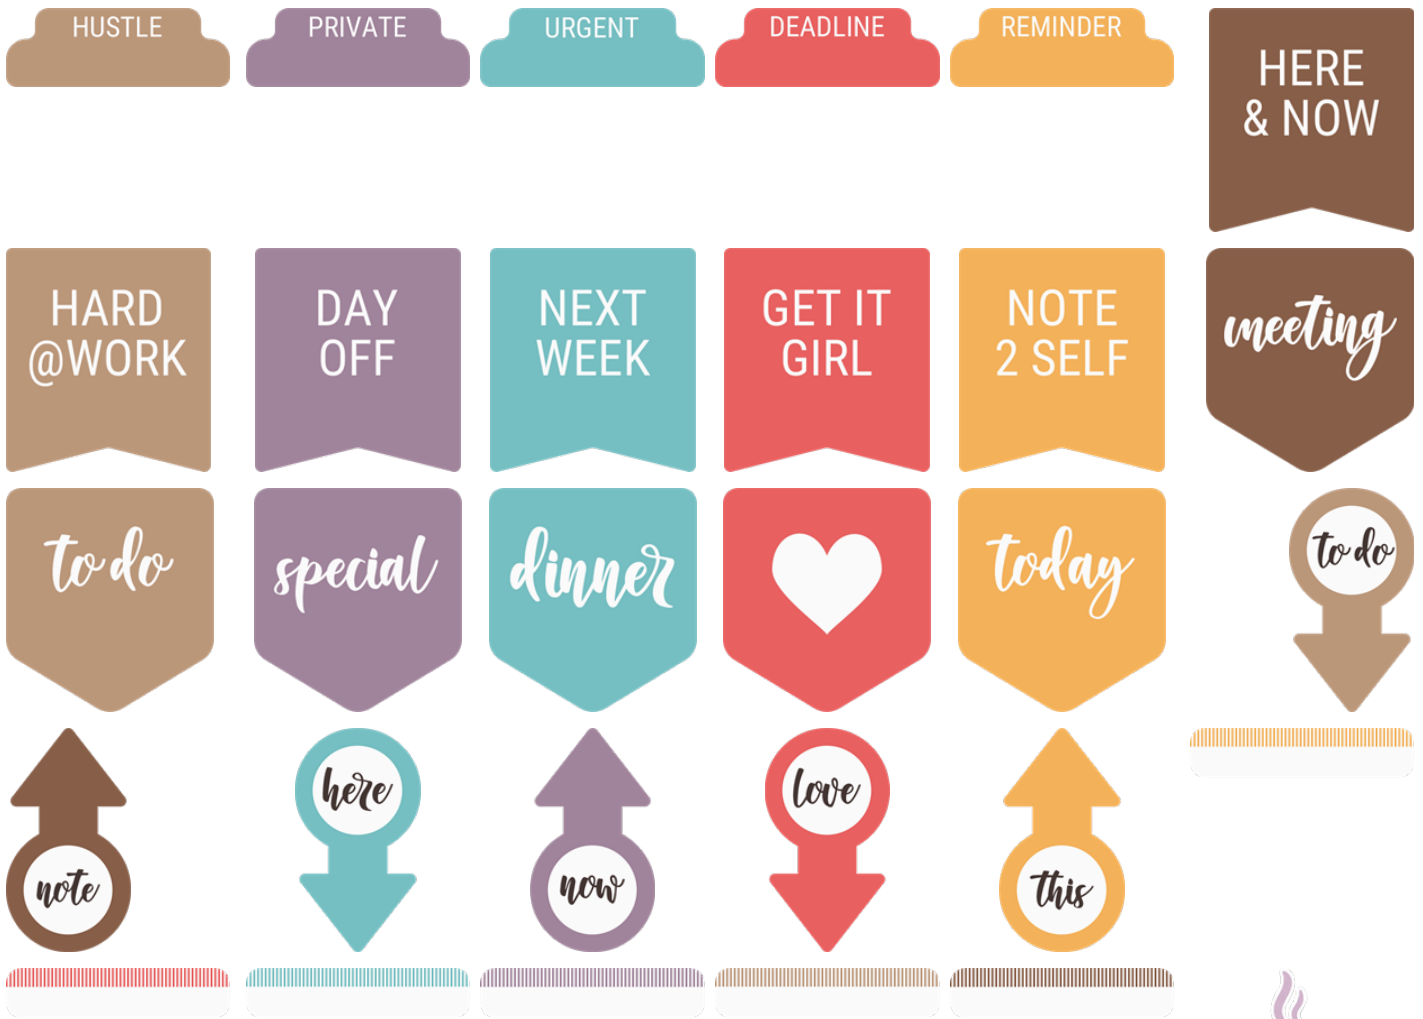 HUSTLE
PRIVATE
URGENT
DEADLINE
REMINDER
HERE
& NOW
HARD
@WORK
DAY
OFF
NEXT
WEEK
GET IT
GIRL
NOTE
2 SELF
meeting
to do
special
dinner
today
to do
note
here
now
love
this